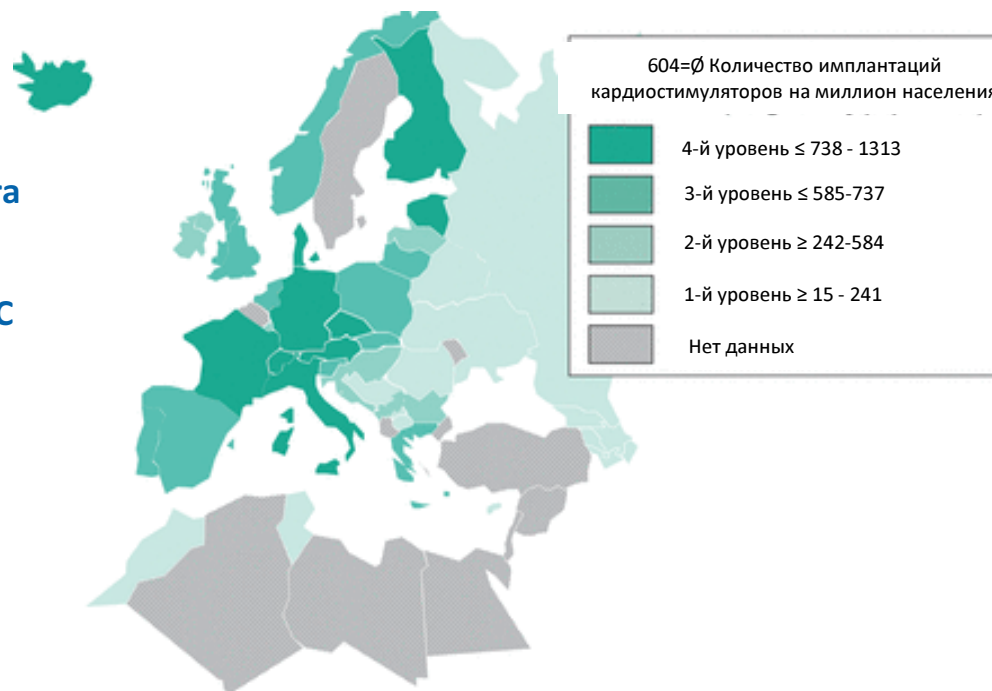 604=Ø Количество имплантаций
кардиостимуляторов на миллион населения
4-й уровень ≤ 738 - 1313
3-й уровень ≤ 585-737
2-й уровень ≥ 242-584
1-й уровень ≥ 15 - 241
Нет данных